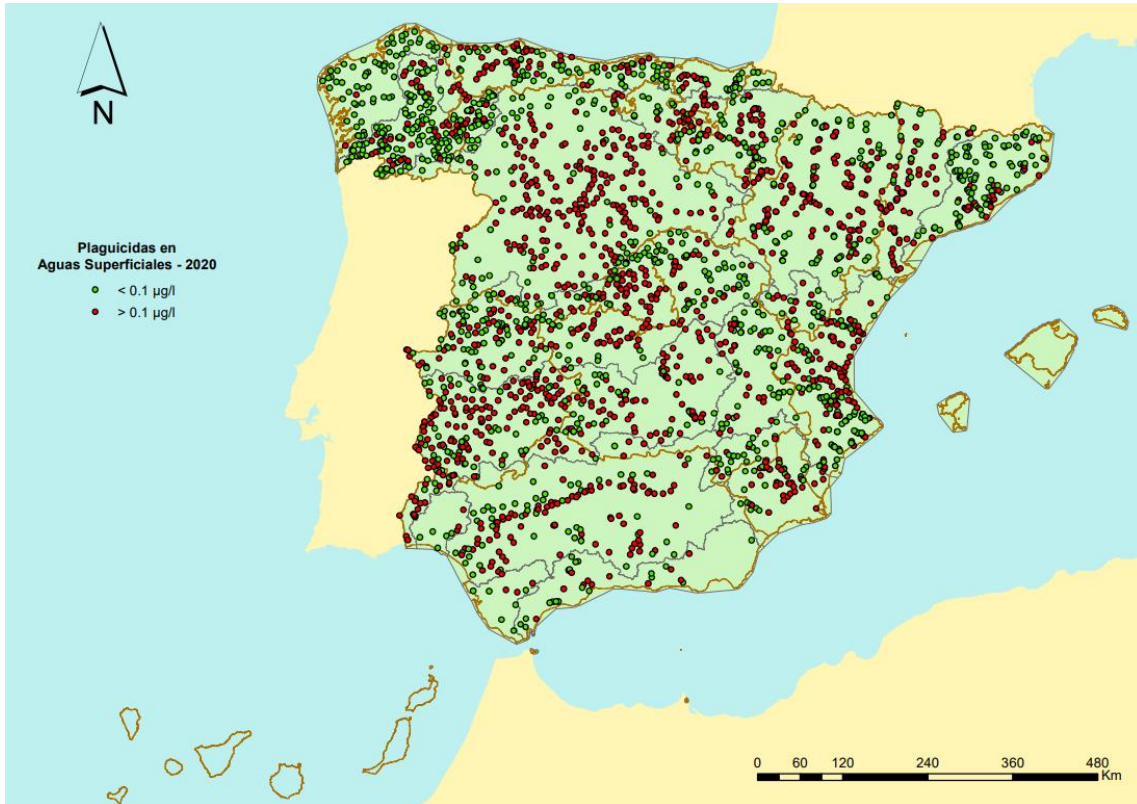 N
Plaguicidas en
Aguas Superficiales - 2020
< 0.1 µg/l
> 0.1 µg/l
0 60 120 240 360 480
Km